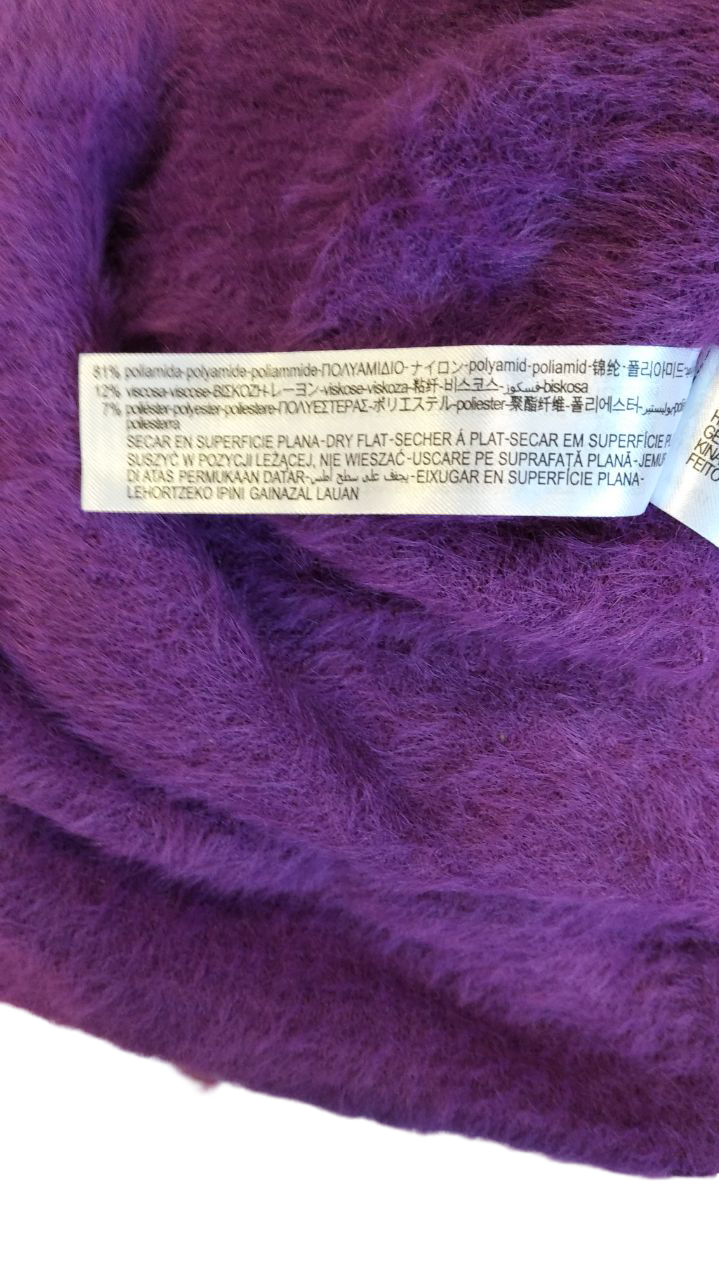 81% poliamida-polyamide-poliammide-ΠΟΛΥΑΜΙΔΙΟ-ナイロン-polyamid-poliamid-锦纶-폴리아미드
12% viscosa-viscose-ΒΙΣΚΟΖΗ-レーヨン-viskose-viskoza-粘纤-비스코스-فسكوز-biskosa
7% poliéster-polyester-poliestere-ΠΟΛΥΕΣΤΕΡΑΣ-ポリエステル-poliester-聚酯纤维-폴리에스터-بوليستير
poliesterra
SECAR EN SUPERFICIE PLANA-DRY FLAT-SECHER Á PLAT-SECAR EM SUPERFÍCIE
SUSZYĆ W POZYCJI LEŻĄCEJ, NIE WIESZAĆ-USCARE PE SUPRAFAȚĂ PLANĂ-JEMUR
DI ATAS PERMUKAAN DATAR-يجفف على سطح أطلس-EIXUGAR EN SUPERFÍCIE PLANA-
LEHORTZEKO IPINI GAINAZAL LAUAN
FEITO